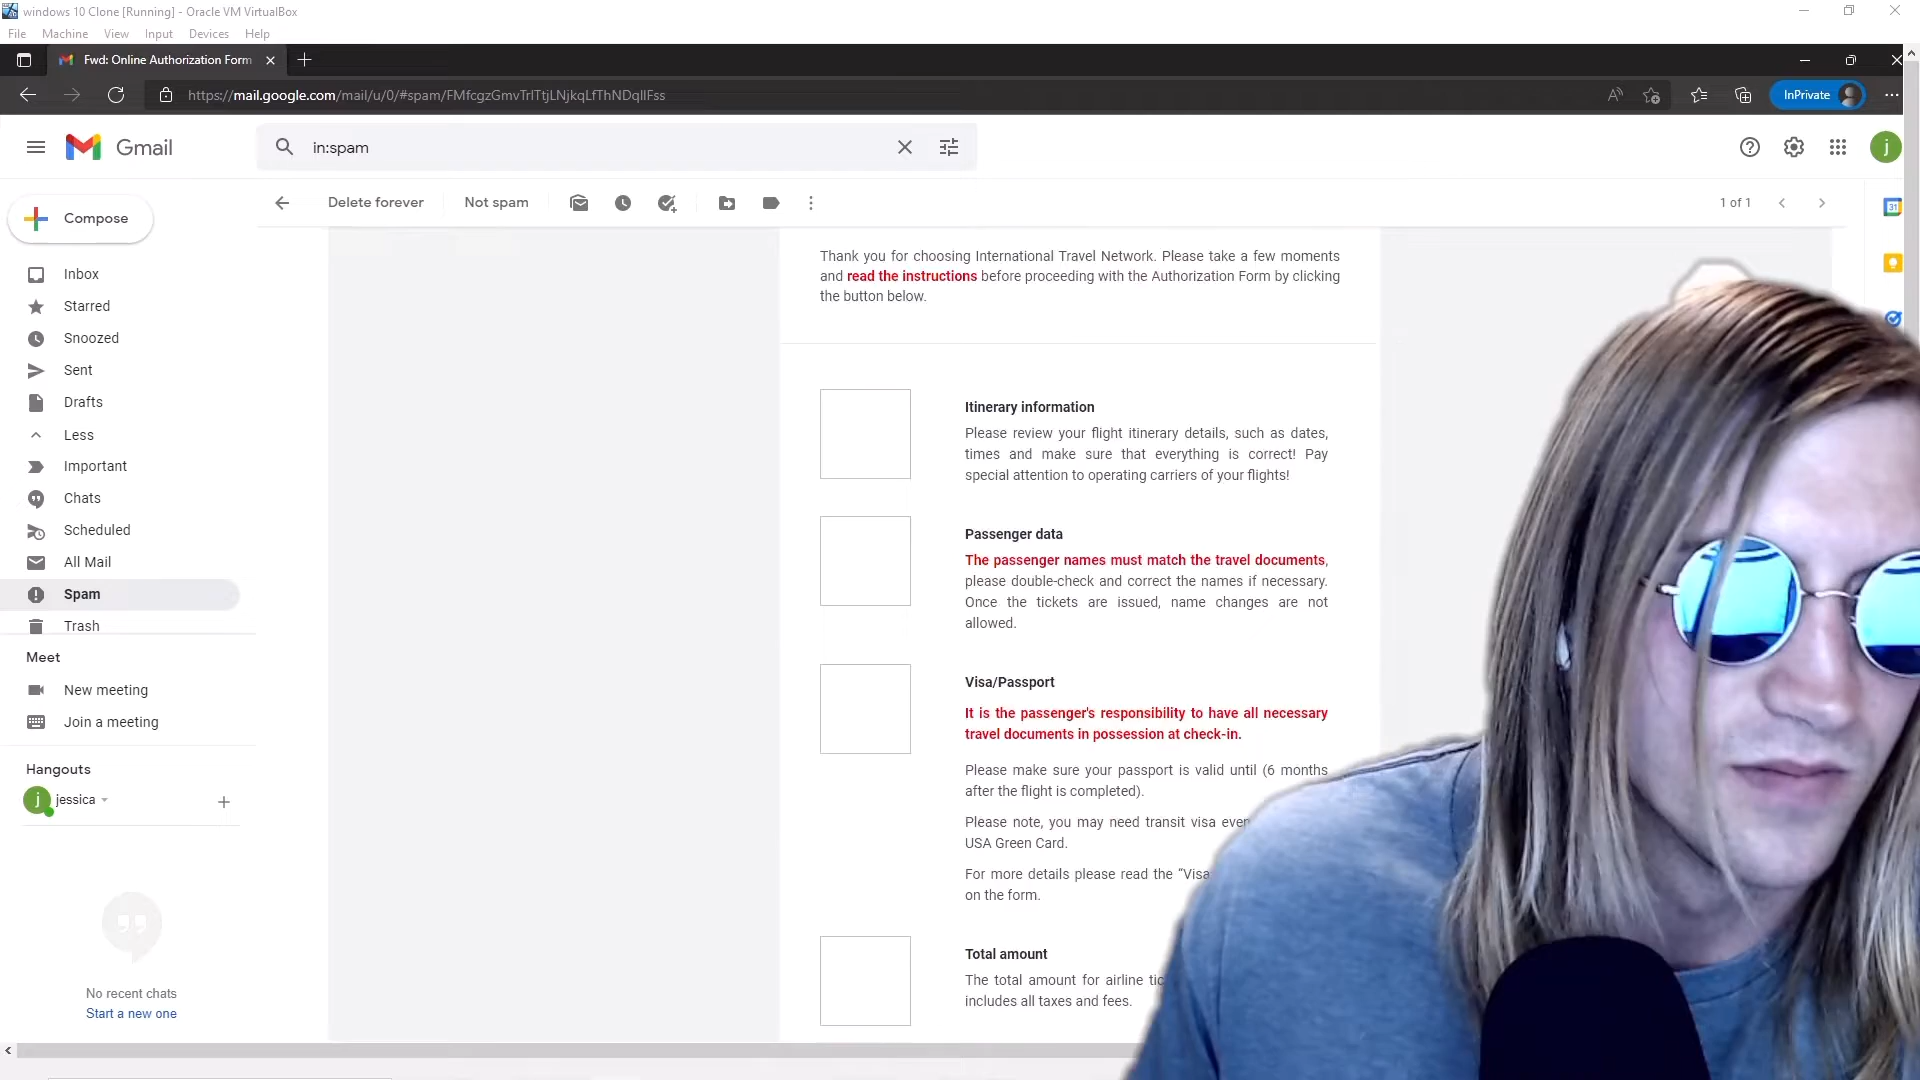 windows 10 Clone [Running] - Oracle VM VirtualBox
File Machine View Input Devices Help
Fwd: Online Authorization Form
https://mail.google.com/mail/u/0/#spam/FMfcgzGmvTrlTtjLNjkqLfThNDqlIFss
InPrivate
Gmail
in:spam
j
Compose
Delete forever
Not spam
1 of 1
31
Inbox
Starred
Snoozed
Sent
Drafts
Less
Important
Chats
Scheduled
All Mail
Spam
Trash
Meet
New meeting
Join a meeting
Hangouts
j jessica
No recent chats
Start a new one
Thank you for choosing International Travel Network. Please take a few moments
and read the instructions before proceeding with the Authorization Form by clicking
the button below.
Itinerary information
Please review your flight itinerary details, such as dates,
times and make sure that everything is correct! Pay
special attention to operating carriers of your flights!
Passenger data
The passenger names must match the travel documents,
please double-check and correct the names if necessary.
Once the tickets are issued, name changes are not
allowed.
Visa/Passport
It is the passenger's responsibility to have all necessary
travel documents in possession at check-in.
Please make sure your passport is valid until (6 months
after the flight is completed).
Please note, you may need transit visa
USA Green Card.
For more details please read the “Visa
on the form.
Total amount
The total amount for airline
includes all taxes and fees.